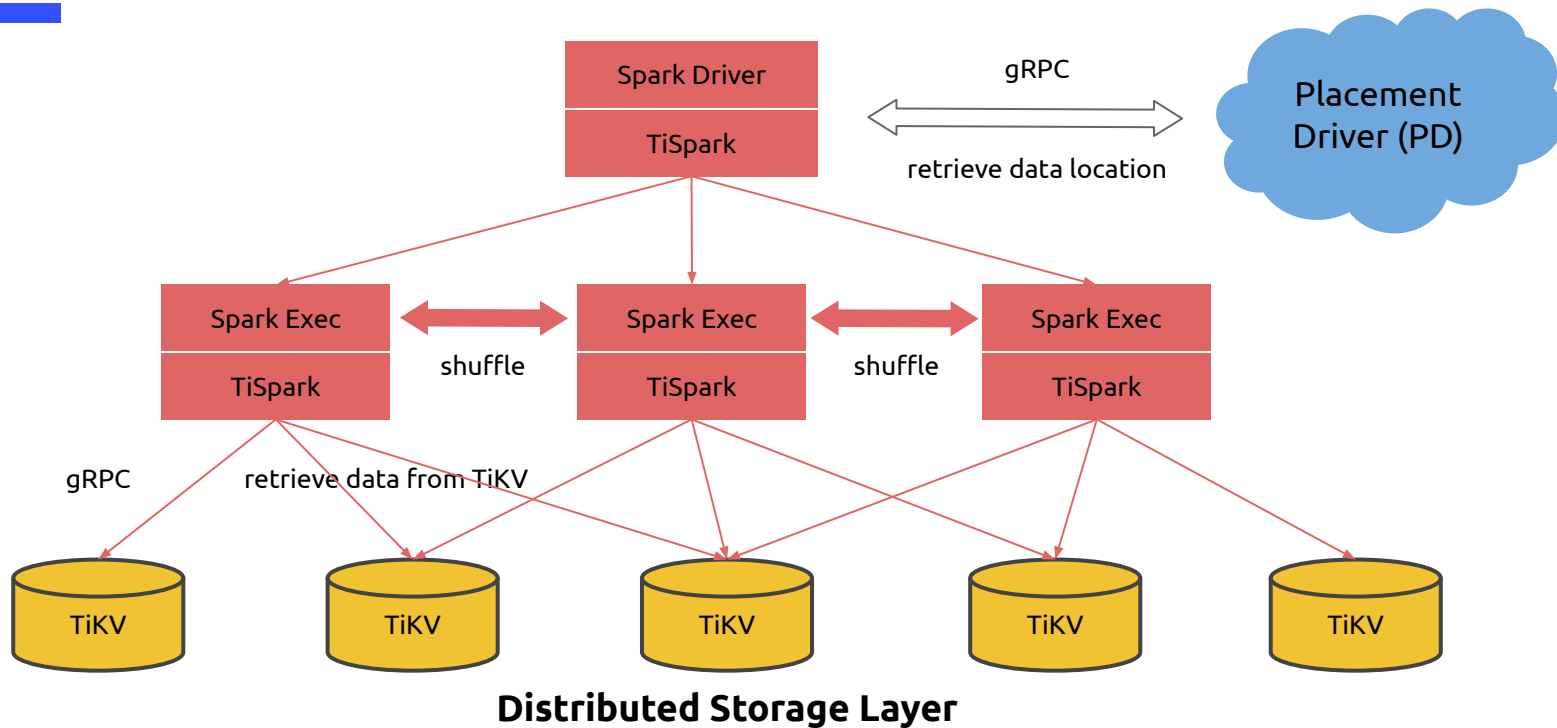 Spark Driver
TiSpark
gRPC
retrieve data location
Placement
Driver (PD)
Spark Exec
TiSpark
shuffle
Spark Exec
TiSpark
shuffle
Spark Exec
TiSpark
gRPC
retrieve data from TiKV
TiKV
TiKV
TiKV
TiKV
TiKV
Distributed Storage Layer